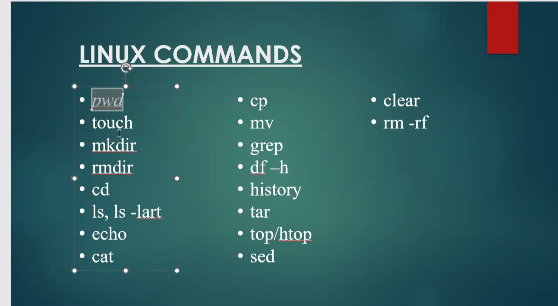 LINUX COMMANDS
• pwd
• touch
• mkdir
• rmdir
• cd
• ls, ls -lart
• echo
• cat
• cp
• mv
• grep
• df –h
• history
• tar
• top/htop
• sed
• clear
• rm -rf